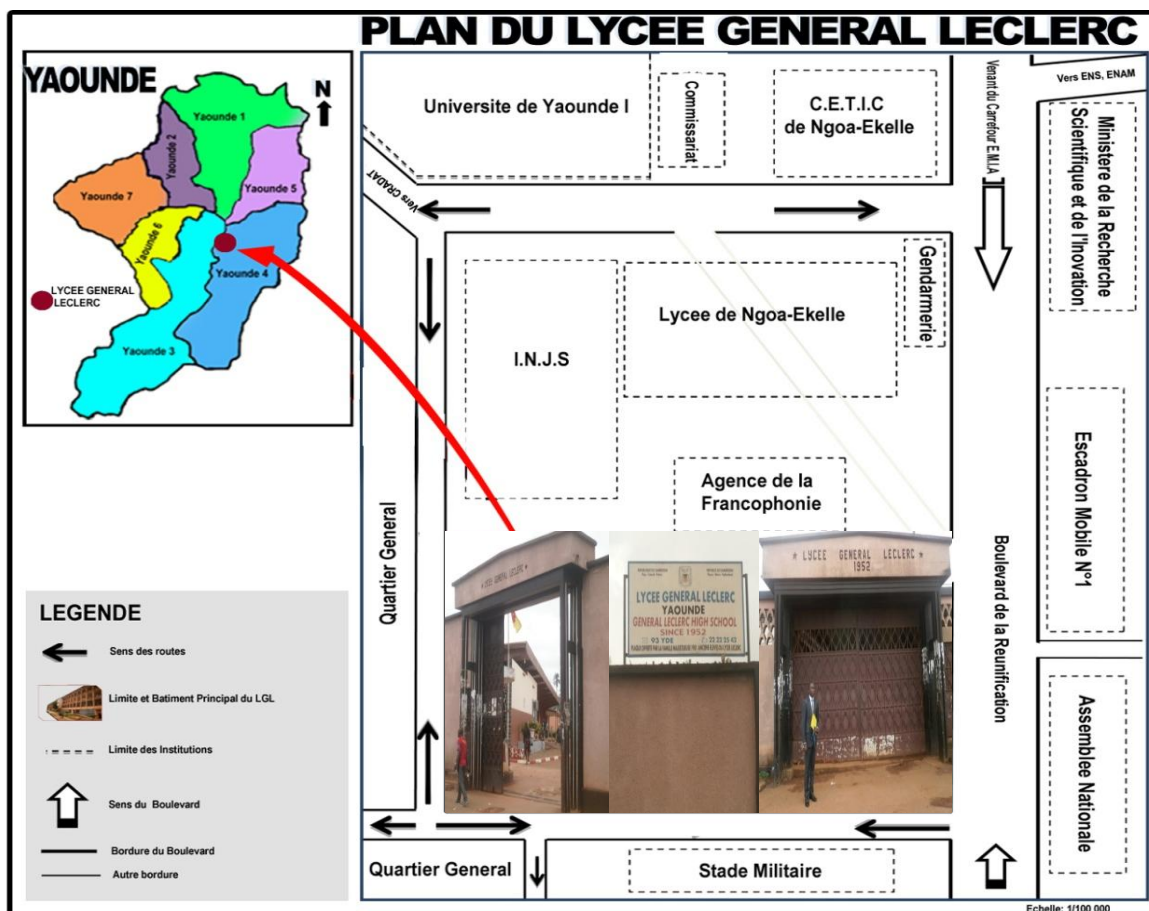 PLAN DU LYCEE GENERAL LECLERC
YAOUNDE
N
Yaounde 1
Yaounde 2
Yaounde 5
Yaounde 7
Yaounde 6
Yaounde 4
Yaounde 3
LYCEE GENERAL
LECLERC
Universite de Yaounde I
Commissariat
C.E.T.I.C
de Ngoa-Ekelle
Venant du Carrefour E.M.I.A
Vers ENS, ENAM
Ministere de la Recherche
Scientifique et de l'Inovation
Vers CRADAT
Gendarmerie
Lycee de Ngoa-Ekelle
I.N.J.S
Agence de la
Francophonie
Quartier General
Escadron Mobile N°1
Boulevard de la Reunification
Assemblee Nationale
LYCEE GENERAL LECLERC
LYCEE GENERAL LECLERC
YAOUNDE
GENERAL LECLERC HIGH SCHOOL
SINCE 1952
* LYCEE GENERAL LECLERC *
1952
LEGENDE
Sens des routes
Limite et Batiment Principal du LGL
Limite des Institutions
Sens du Boulevard
Bordure du Boulevard
Autre bordure
Quartier General
Stade Militaire
Echelle: 1/100 000